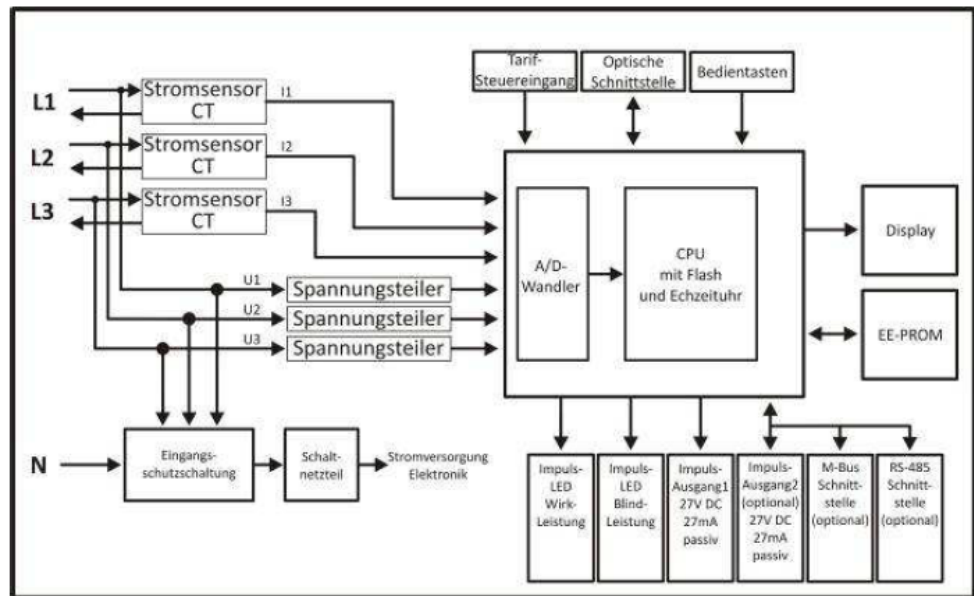 Tarif-
Steuereingang
Optische
Schnittstelle
Bedientasten
L1
Stromsensor
CT
I1
L2
Stromsensor
CT
I2
L3
Stromsensor
CT
I3
A/D-
Wandler
CPU
mit Flash
und Echzeituhr
Display
EE-PROM
U1
Spannungsteiler
U2
Spannungsteiler
U3
Spannungsteiler
N
Eingangs-
schutzschaltung
Schalt-
netzteil
Stromversorgung
Elektronik
Impuls-
LED
Wirk-
Leistung
Impuls-
LED
Blind-
Leistung
Impuls-
Ausgang1
27V DC
27mA
passiv
Impuls-
Ausgang2
(optional)
27V DC
27mA
passiv
M-Bus
Schnitt-
stelle
(optional)
RS-485
Schnitt-
stelle
(optional)